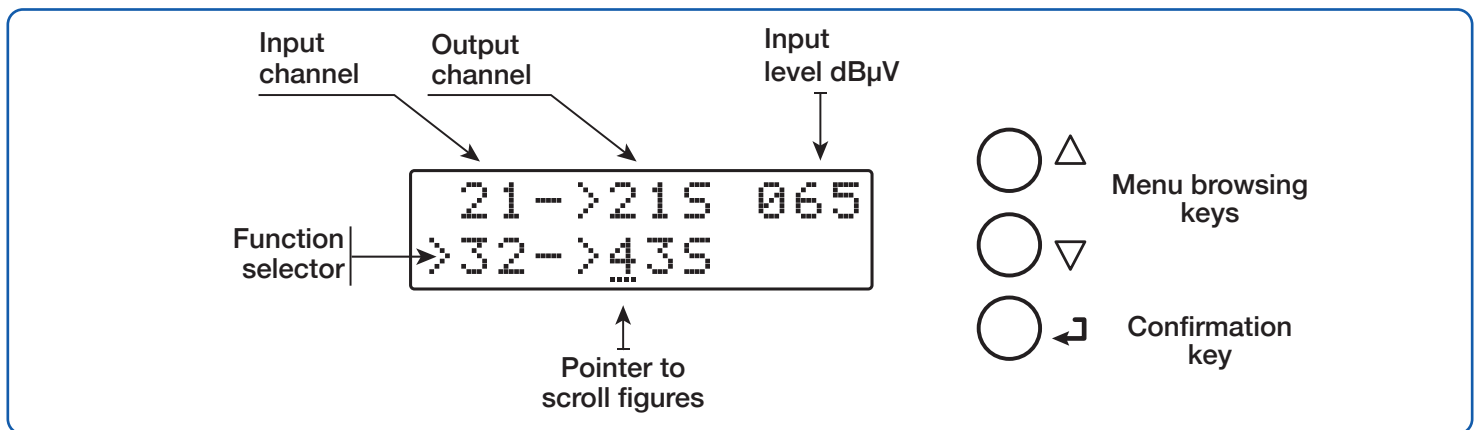 Input
channel
Output
channel
Input
level dBµV
21->21S 065
>32->43S
Function
selector
Pointer to
scroll figures
Menu browsing
keys
Confirmation
key